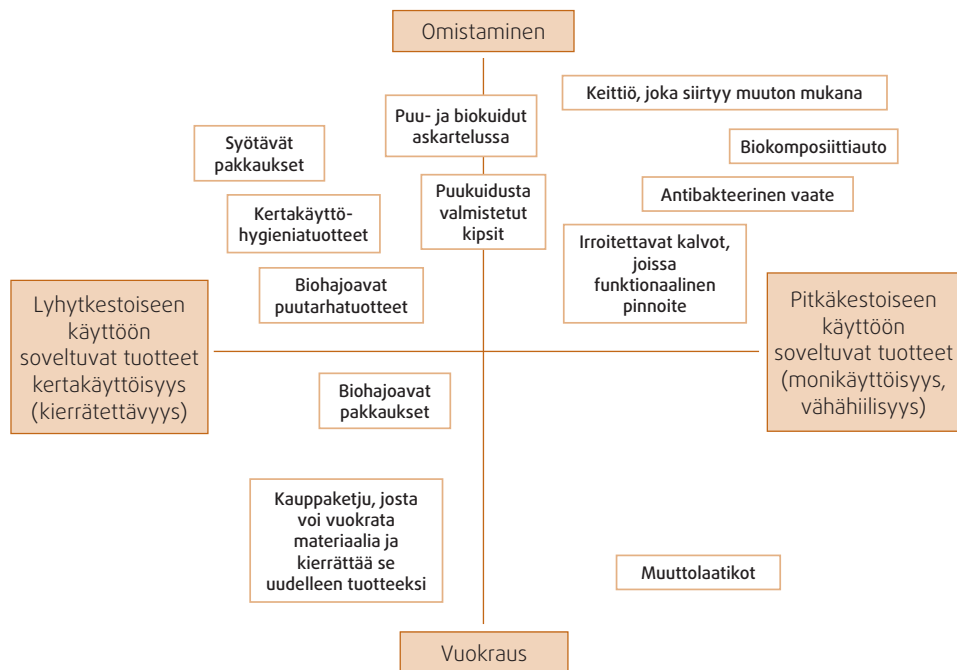 Omistaminen
Keittiö, joka siirtyy muuton mukana
Puu- ja biokuidut
askartelussa
Syötävät
pakkaukset
Biokomposiittiauto
Puukuidusta
valmistetut
kipsit
Antibakteerinen vaate
Kertakäyttö-
hygieniatuotteet
Irroitettavat kalvot,
joissa
funktionaalinen
pinnoite
Biohajoavat
puutarhatuotteet
Lyhytkestoiseen
käyttöön
soveltuvat tuotteet
kertakäyttöisyys
(kierrätettävyys)
Pitkäkestoiseen
käyttöön
soveltuvat tuotteet
(monikäyttöisyys,
vähähiilisyys)
Biohajoavat
pakkaukset
Kauppaketju, josta
voi vuokrata
materiaalia ja
kierrättää se
uudelleen tuotteeksi
Muuttolaatikot
Vuokraus